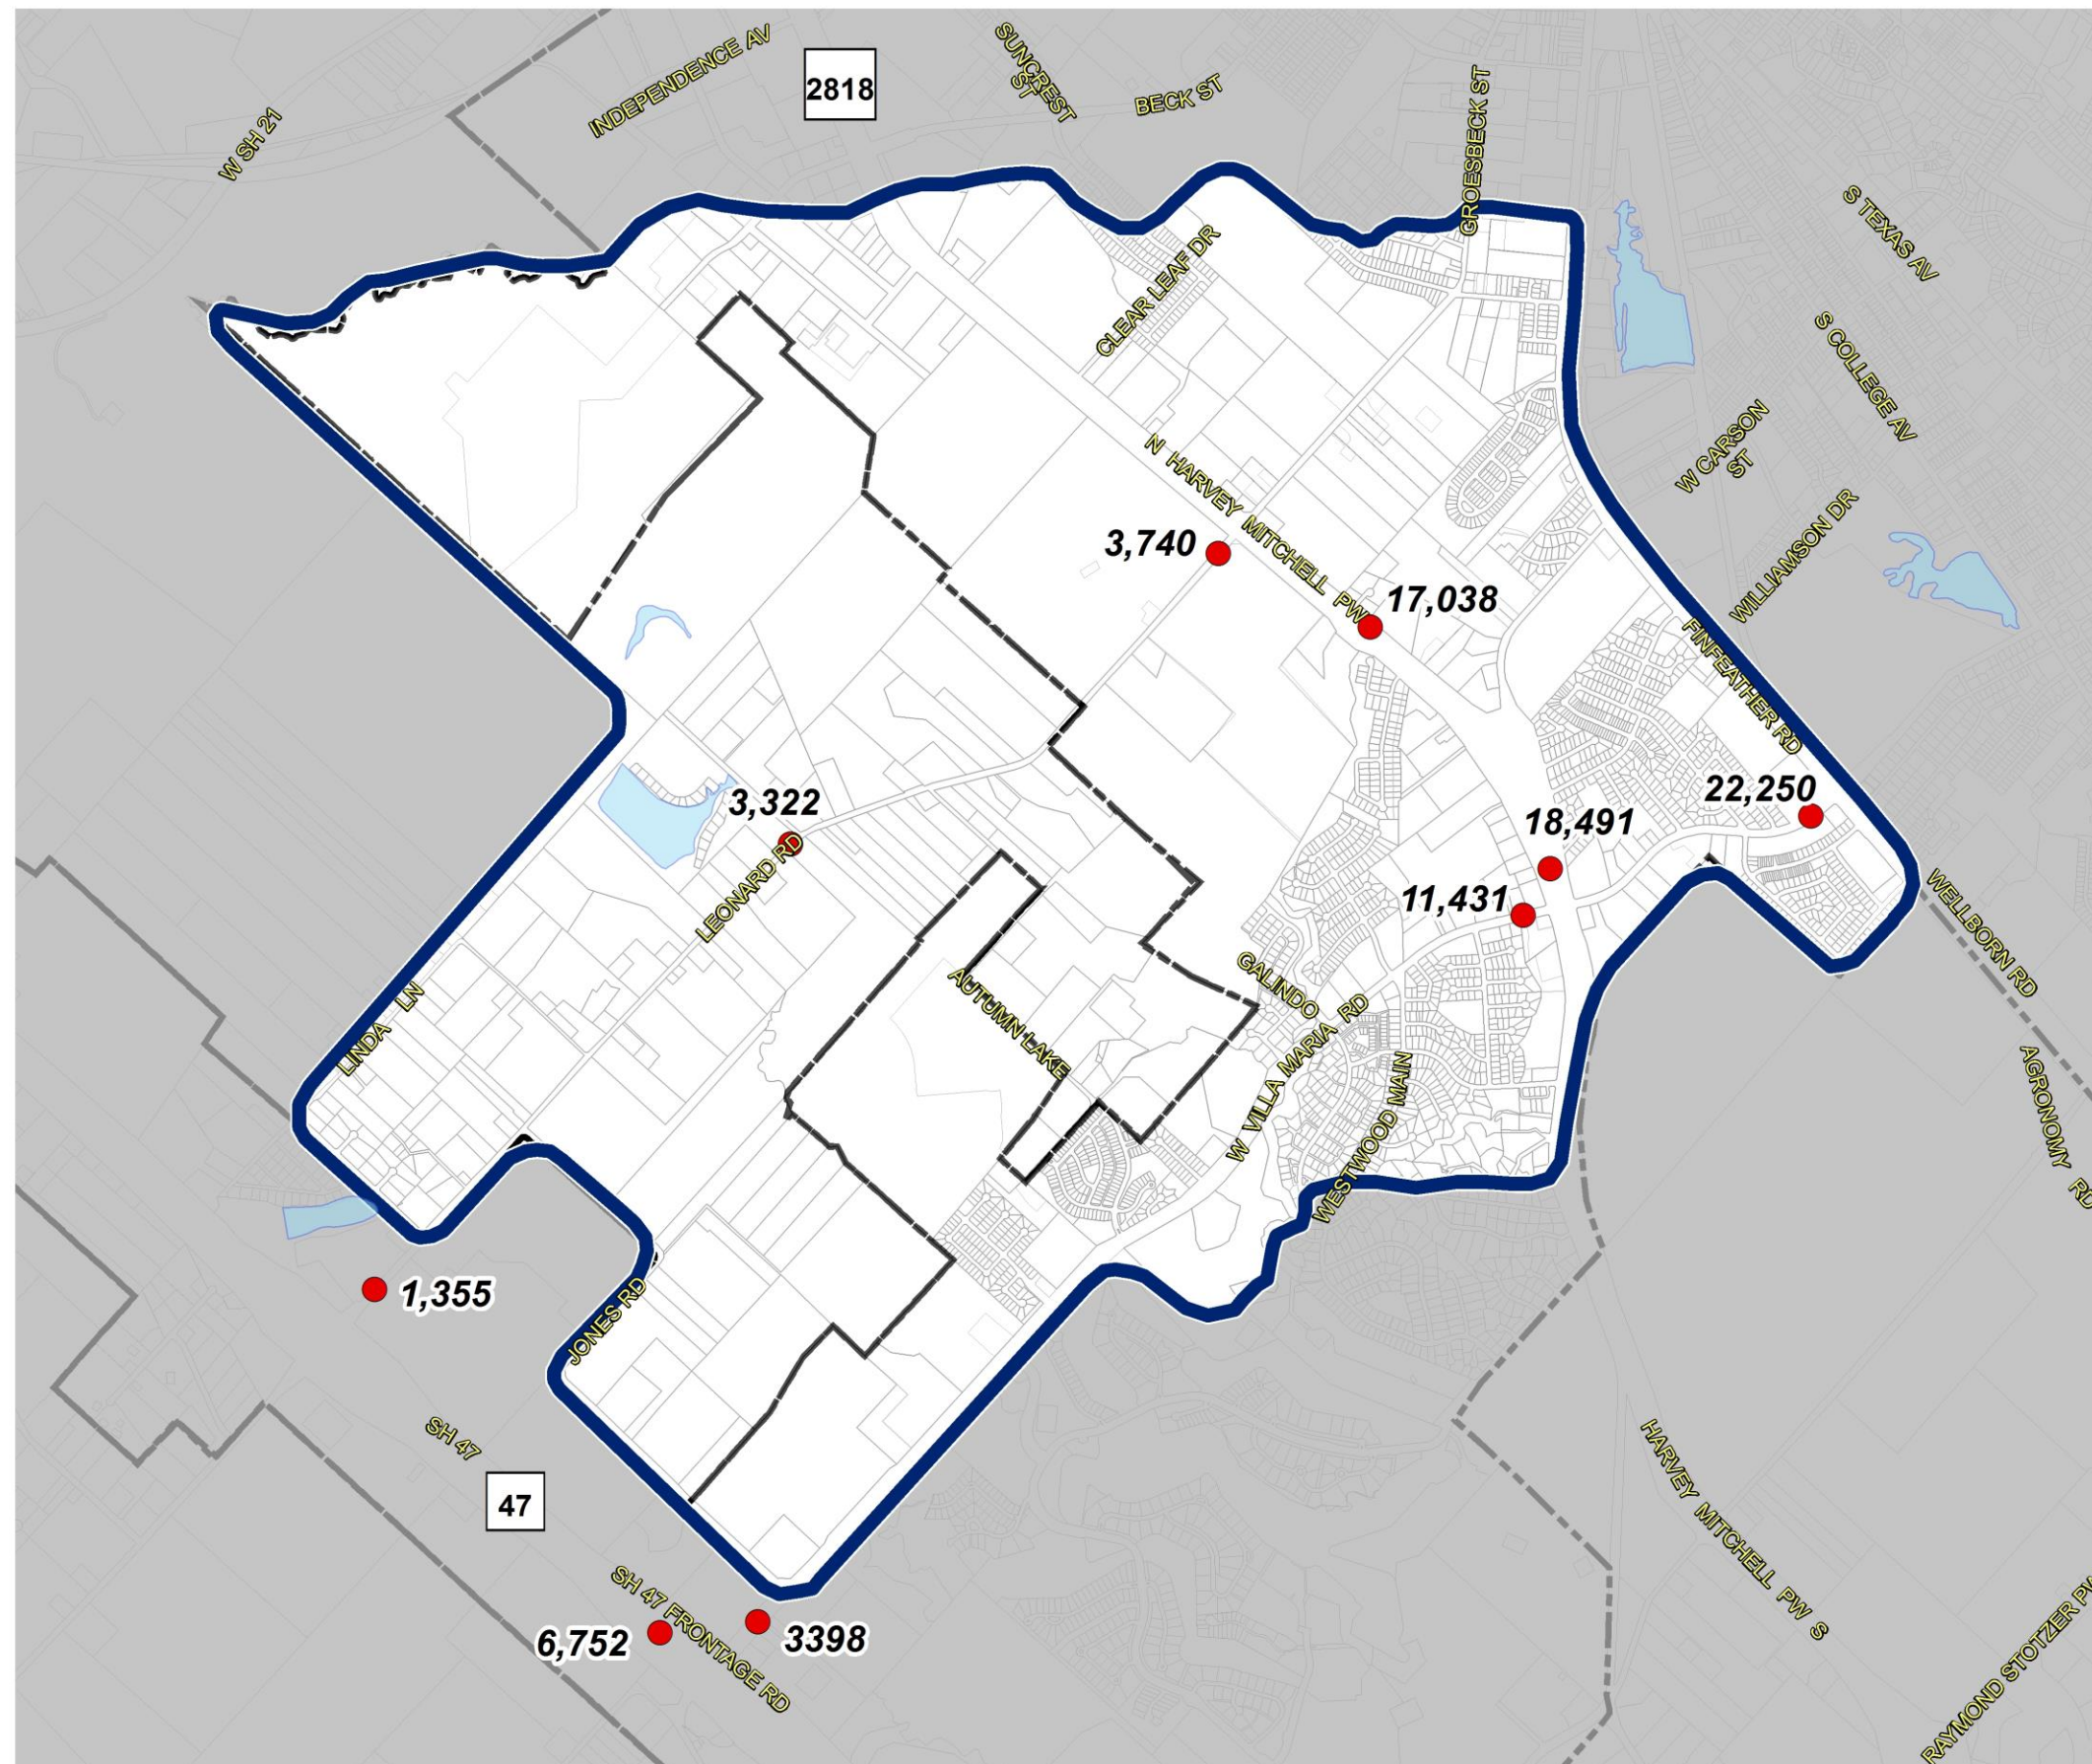 INDEPENDENCE AV
2818
SUNCREST
ST
BECK ST
GROESBECK ST
W SH 21
S TEXAS AV
CLEAR LEAF DR
S COLLEGE AV
W CARSON
ST
N HARVEY MITCHELL PW
WILLIAMSON DR
3,740
17,038
FINFEATHER RD
3,322
22,250
18,491
LEONARD RD
11,431
WELLBORN RD
GALINDO
AUTUMN LAKE
LINDA LN
W VILLA MARIA RD
WESTWOOD MAIN
AGRONOMY RD
1,355
JONES RD
SH 47
47
HARVEY MITCHELL PW S
SH 47 FRONTAGE RD
6,752
3398
RAYMOND STOTZER PW